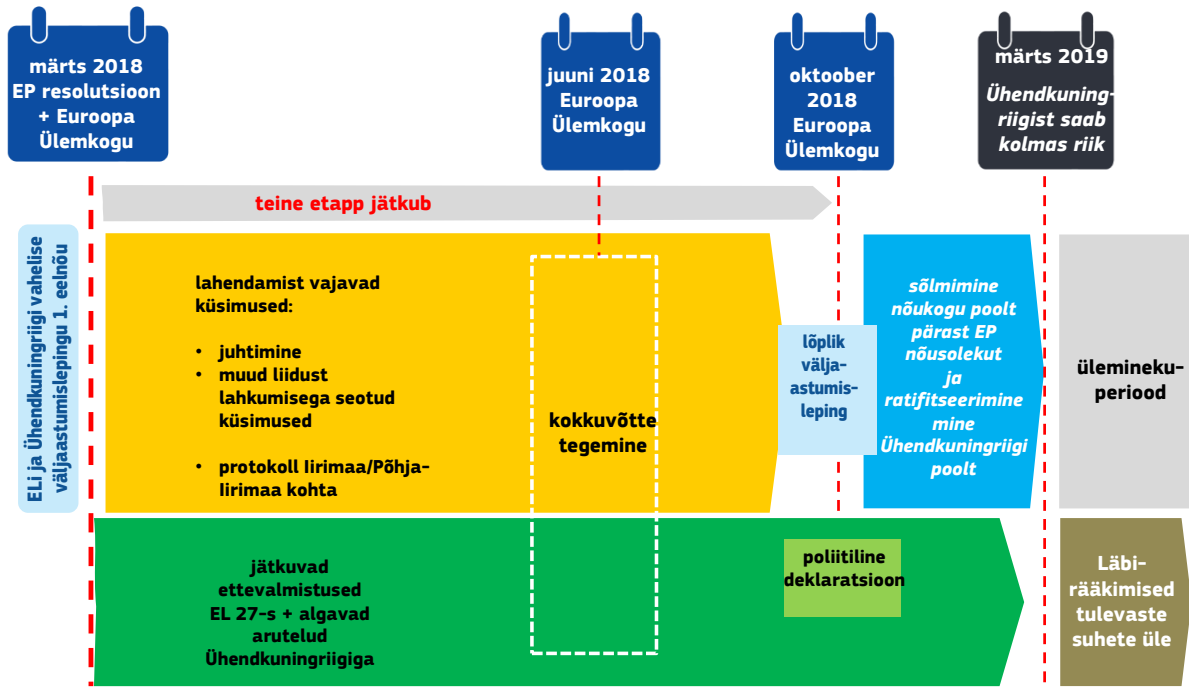 märts 2018
EP resolutsioon
+ Euroopa
Ülemkogu
juuni 2018
Euroopa
Ülemkogu
oktoober
2018
Euroopa
Ülemkogu
märts 2019
Ühendkuning-
riigist saab
kolmas riik
teine etapp jätkub
ELi ja Ühendkuningriigi vahelise
väljaastumislepingu 1. eelnõu
lahendamist vajavad
küsimused:
• juhtimine
• muud liidust
lahkumisega seotud
küsimused
• protokoll Iirimaa/Põhja-
Iirimaa kohta
kokkuvõtte
tegemine
lõplik
välja-
astumis-
leping
sõlmimine
nõukogu poolt
pärast EP
nõusolekut
ja
ratifitseerimine
mine
Ühendkuningriigi
poolt
ülemineku-
periood
jätkuvad
ettevalmistused
EL 27-s + algavad
arutelud
Ühendkuningriigiga
poliitiline
deklaratsioon
Läbi-
rääkimised
tulevaste
suhete üle